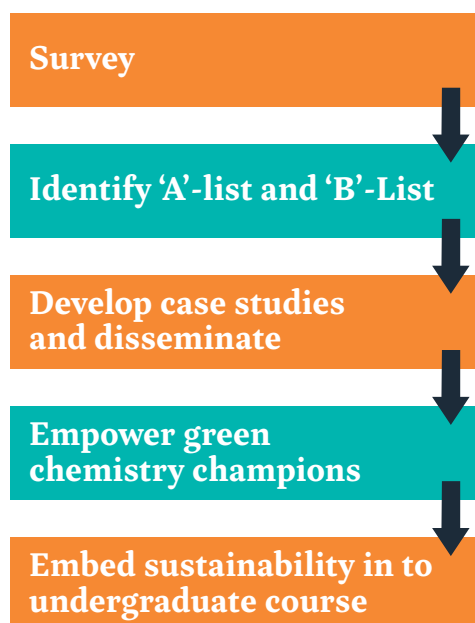 Survey
Identify ‘A’-list and ‘B’-List
Develop case studies
and disseminate
Empower green
chemistry champions
Embed sustainability in to
undergraduate course